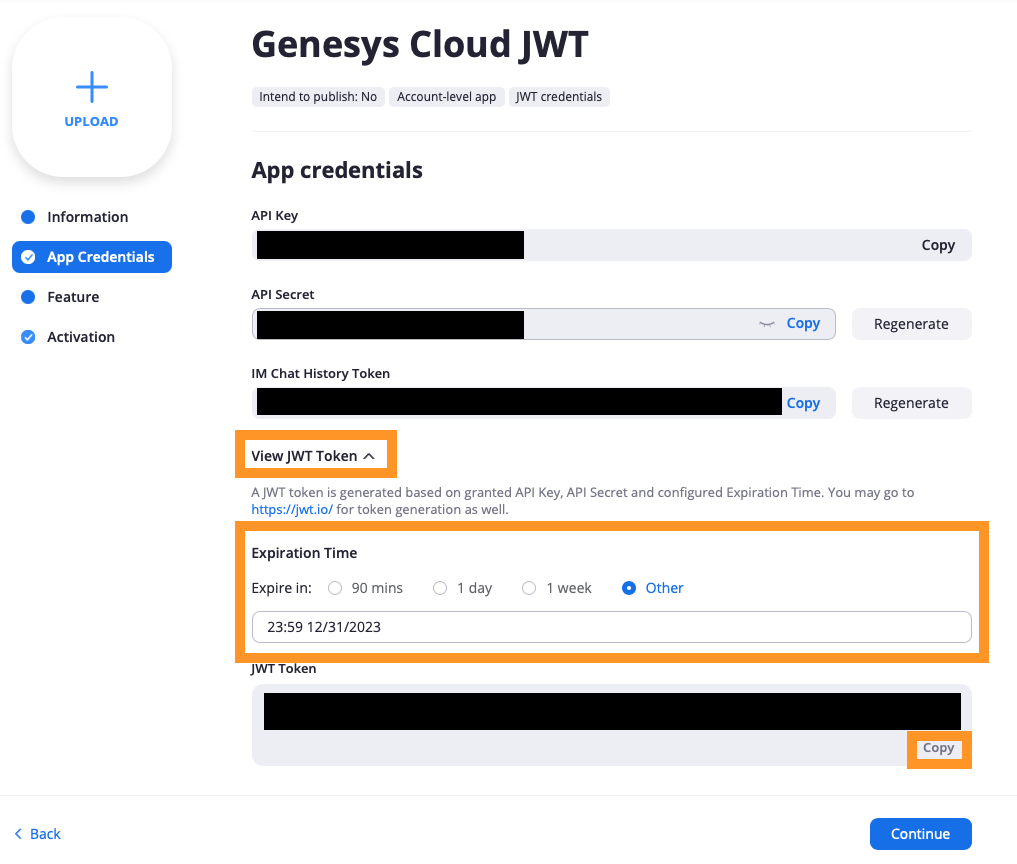 UPLOAD
Information
App Credentials
Feature
Activation
Genesys Cloud JWT
Intend to publish: No
Account-level app
JWT credentials
App credentials
API Key
Copy
API Secret
Copy
Regenerate
IM Chat History Token
Copy
Regenerate
View JWT Token
A JWT token is generated based on granted API Key, API Secret and configured Expiration Time. You may go to
https://jwt.io/ for token generation as well.
Expiration Time
Expire in: 90 mins 1 day 1 week Other
23:59 12/31/2023
JWT Token
Copy
Back
Continue